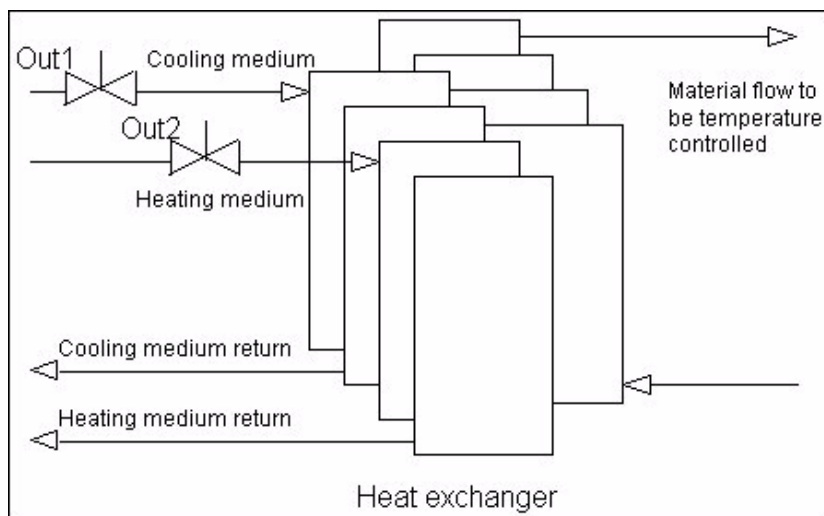 Out1
Cooling medium
Out2
Heating medium
Material flow to
be temperature
controlled
Cooling medium return
Heating medium return
Heat exchanger